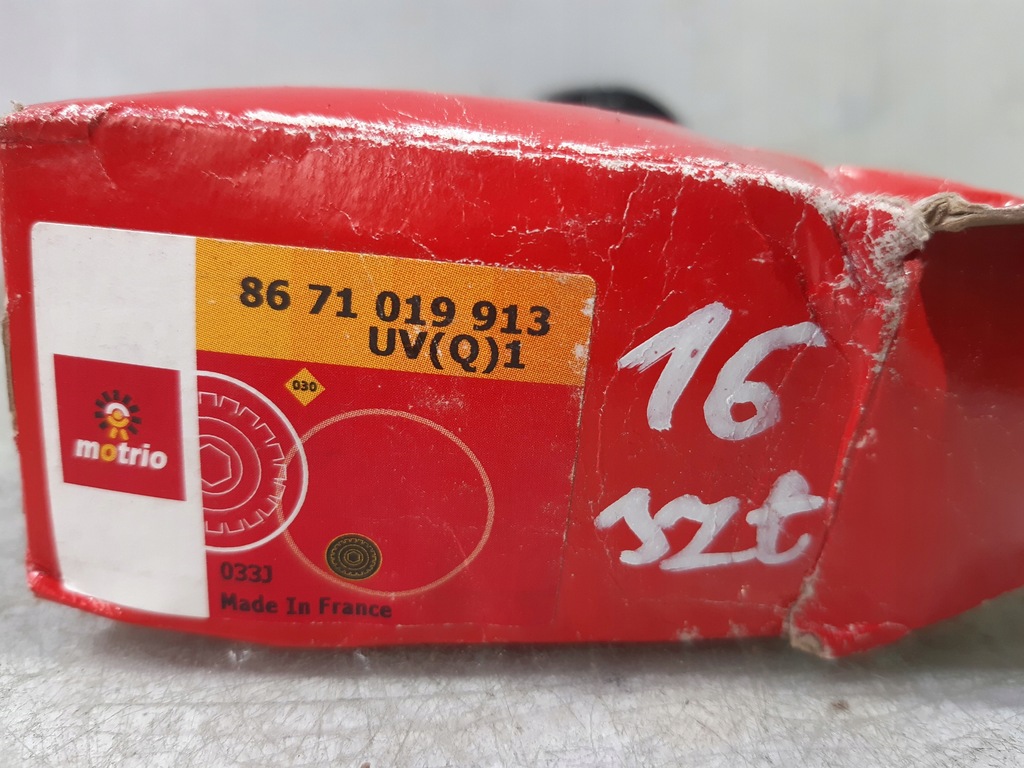 86 71 019 913
UV(Q)1
030
motrio
033J
Made In France
16
szt